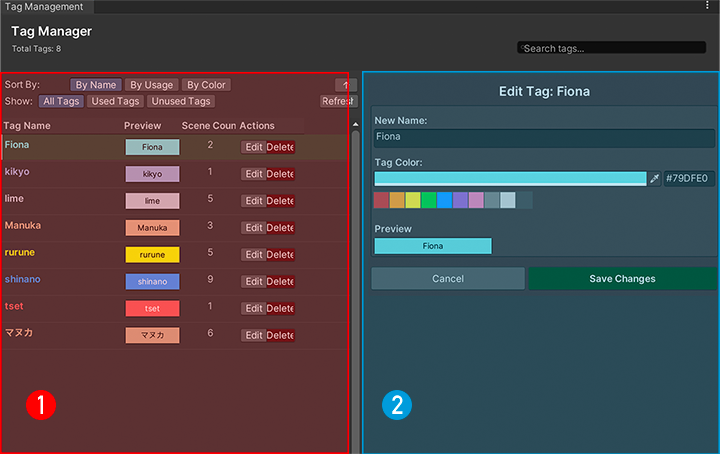 Tag Management
Tag Manager
Total Tags: 8
Search tags...
Sort By: By Name By Usage By Color ↑
Show: All Tags Used Tags Unused Tags Refresh
Tag Name Preview Scene Coun Actions
Fiona Fiona 2 Edit Delete
kikyo kikyo 1 Edit Delete
lime lime 5 Edit Delete
Manuka Manuka 3 Edit Delete
rurune rurune 5 Edit Delete
shinano shinano 9 Edit Delete
tset tset 1 Edit Delete
マヌカ マヌカ 6 Edit Delete
1
Edit Tag: Fiona
New Name:
Fiona
Tag Color:
#79DFE0
Preview
Fiona
Cancel Save Changes
2